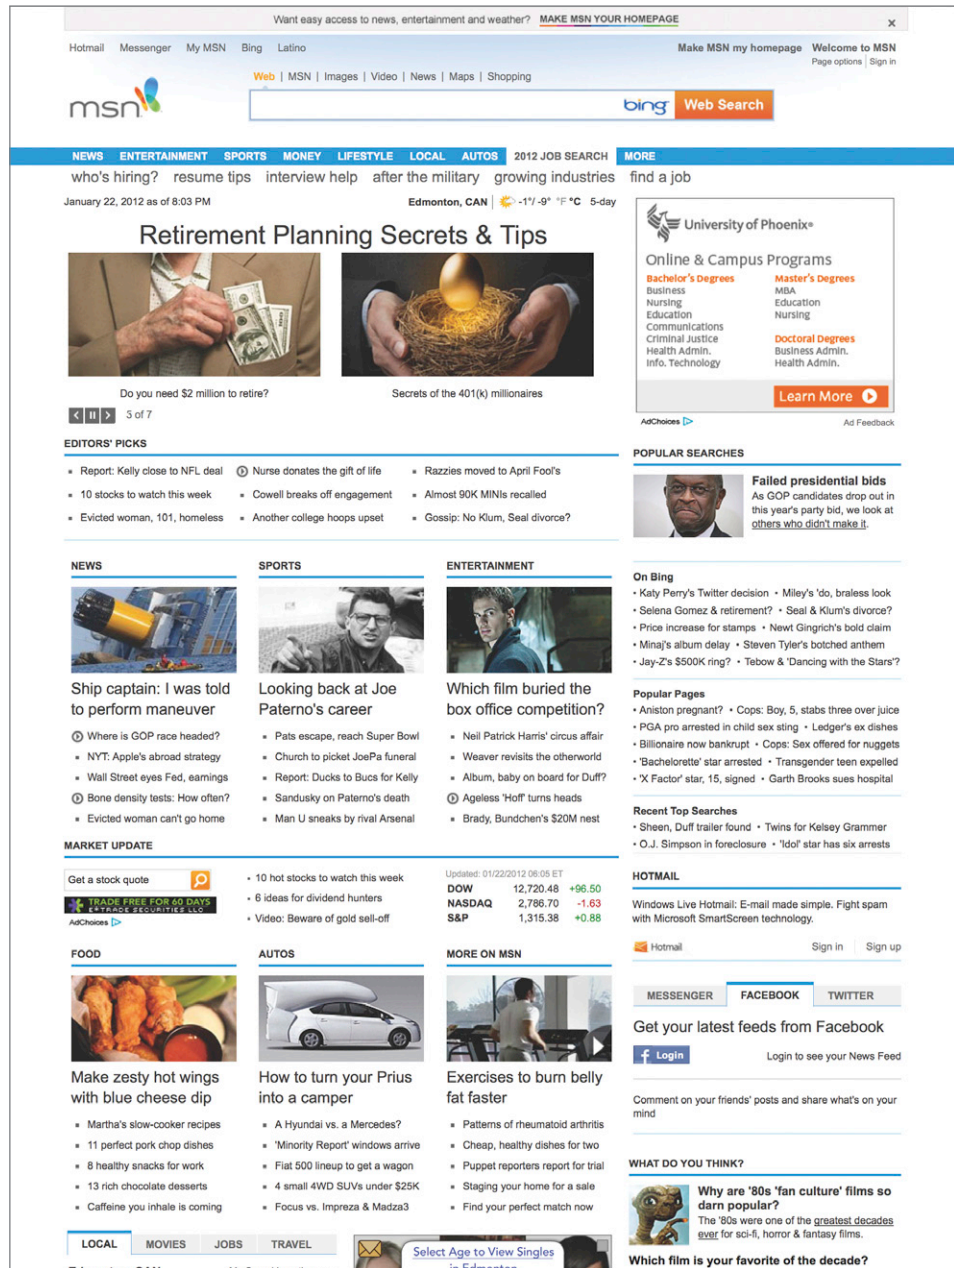 Want easy access to news, entertainment and weather? MAKE MSN YOUR HOMEPAGE
Hotmail Messenger My MSN Bing Latino
Make MSN my homepage Welcome to MSN
Page options | Sign in
Web | MSN | Images | Video | News | Maps | Shopping
msn
bing Web Search
NEWS ENTERTAINMENT SPORTS MONEY LIFESTYLE LOCAL AUTOS 2012 JOB SEARCH MORE
who's hiring? resume tips interview help after the military growing industries find a job
January 22, 2012 as of 8:03 PM
Edmonton, CAN | -1°/ -9° °F °C 5-day
Retirement Planning Secrets & Tips
Do you need $2 million to retire?
Secrets of the 401(k) millionaires
3 of 7
University of Phoenix®
Online & Campus Programs
Bachelor's Degrees
Business
Nursing
Education
Communications
Criminal Justice
Health Admin.
Info. Technology
Master's Degrees
MBA
Education
Nursing
Doctoral Degrees
Business Admin.
Health Admin.
Learn More
AdChoices
Ad Feedback
EDITORS' PICKS
Report: Kelly close to NFL deal
10 stocks to watch this week
Evicted woman, 101, homeless
Nurse donates the gift of life
Cowell breaks off engagement
Another college hoops upset
Razzies moved to April Fool's
Almost 90K MINIs recalled
Gossip: No Klum, Seal divorce?
POPULAR SEARCHES
Failed presidential bids
As GOP candidates drop out in
this year's party bid, we look at
others who didn't make it.
NEWS
Ship captain: I was told
to perform maneuver
Where is GOP race headed?
NYT: Apple's abroad strategy
Wall Street eyes Fed, earnings
Bone density tests: How often?
Evicted woman can't go home
SPORTS
Looking back at Joe
Paterno's career
Pats escape, reach Super Bowl
Church to picket JoePa funeral
Report: Ducks to Bucs for Kelly
Sandusky on Paterno's death
Man U sneaks by rival Arsenal
ENTERTAINMENT
Which film buried the
box office competition?
Neil Patrick Harris' circus affair
Weaver revisits the otherworld
Album, baby on board for Duff?
Ageless 'Hoff' turns heads
Brady, Bundchen's $20M nest
On Bing
• Katy Perry's Twitter decision • Miley's 'do, braless look
• Selena Gomez & retirement? • Seal & Klum's divorce?
• Price increase for stamps • Newt Gingrich's bold claim
• Minaj's album delay • Steven Tyler's botched anthem
• Jay-Z's $500K ring? • Tebow & 'Dancing with the Stars'?
Popular Pages
• Aniston pregnant? • Cops: Boy, 5, stabs three over juice
• PGA pro arrested in child sex sting • Ledger's ex dishes
• Billionaire now bankrupt • Cops: Sex offered for nuggets
• 'Bachelorette' star arrested • Transgender teen expelled
• 'X Factor' star, 15, signed • Garth Brooks sues hospital
Recent Top Searches
• Sheen, Duff trailer found • Twins for Kelsey Grammer
• O.J. Simpson in foreclosure • 'Idol' star has six arrests
MARKET UPDATE
Get a stock quote
TRADE FREE FOR 60 DAYS
E*TRADE SECURITIES LLC
AdChoices
10 hot stocks to watch this week
6 ideas for dividend hunters
Video: Beware of gold sell-off
Updated: 01/22/2012 06:05 ET
DOW 12,720.48 +96.50
NASDAQ 2,786.70 -1.63
S&P 1,315.38 +0.88
HOTMAIL
Windows Live Hotmail: E-mail made simple. Fight spam
with Microsoft SmartScreen technology.
Hotmail Sign in | Sign up
FOOD
Make zesty hot wings
with blue cheese dip
Martha's slow-cooker recipes
11 perfect pork chop dishes
8 healthy snacks for work
13 rich chocolate desserts
Caffeine you inhale is coming
AUTOS
How to turn your Prius
into a camper
A Hyundai vs. a Mercedes?
'Minority Report' windows arrive
Fiat 500 lineup to get a wagon
4 small 4WD SUVs under $25K
Focus vs. Impreza & Madza3
MORE ON MSN
Exercises to burn belly
fat faster
Patterns of rheumatoid arthritis
Cheap, healthy dishes for two
Puppet reporters report for trial
Staging your home for a sale
Find your perfect match now
MESSENGER FACEBOOK TWITTER
Get your latest feeds from Facebook
f Login
Login to see your News Feed
Comment on your friends' posts and share what's on your
mind
WHAT DO YOU THINK?
Why are '80s 'fan culture' films so
darn popular?
The '80s were one of the greatest decades
ever for sci-fi, horror & fantasy films.
Which film is your favorite of the decade?
LOCAL MOVIES JOBS TRAVEL
Select Age to View Singles
in Edmonton